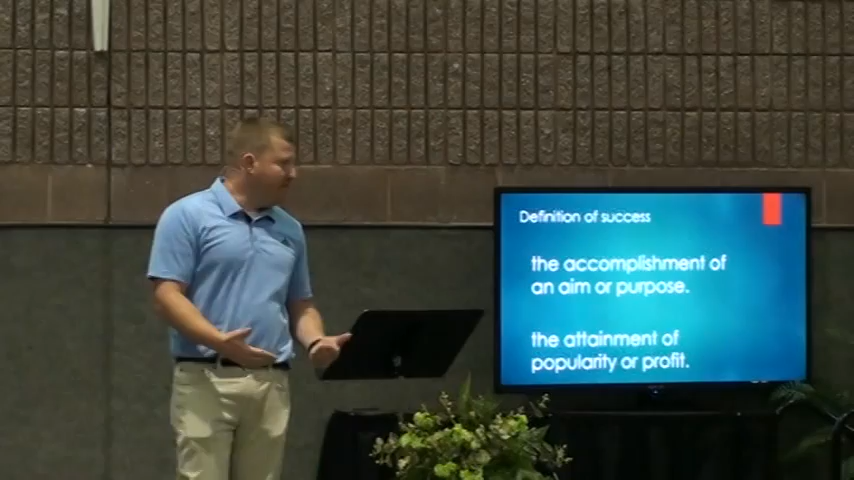 Definition of success
the accomplishment of
an aim or purpose.
the attainment of
popularity or profit.